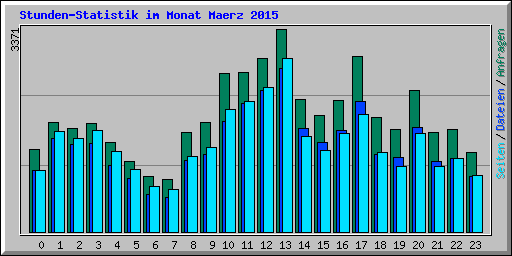 Stunden-Statistik im Monat Maerz 2015
3371
Seiten/Dateien/Anfragen
0 1 2 3 4 5 6 7 8 9 10 11 12 13 14 15 16 17 18 19 20 21 22 23